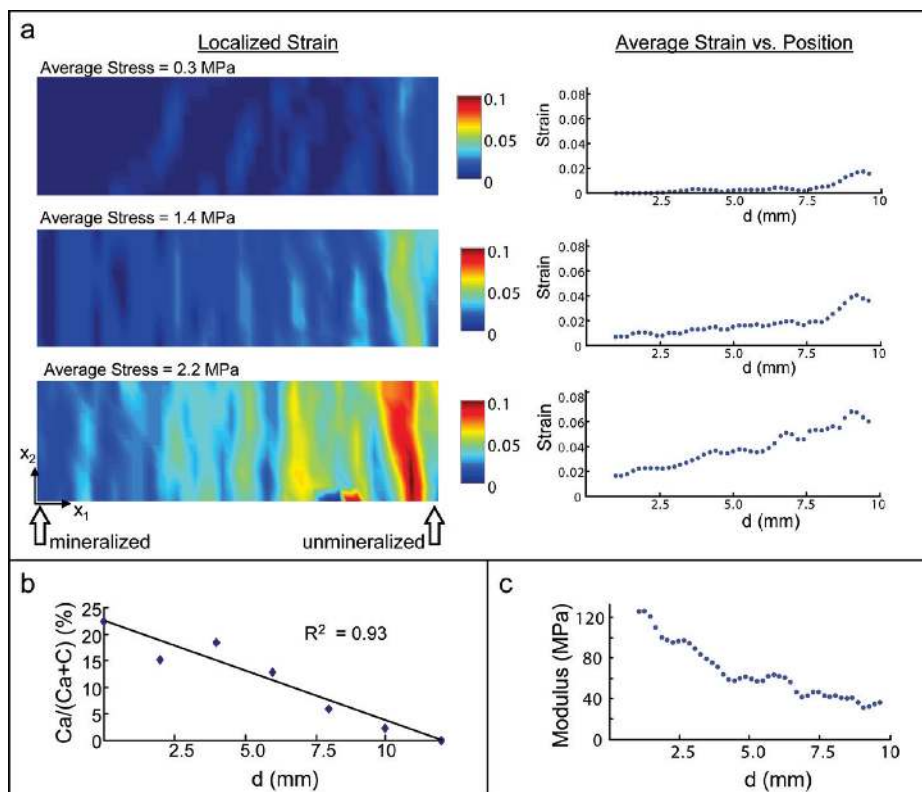 a
Localized Strain
Average Strain vs. Position
Average Stress = 0.3 MPa
0.1
0.05
0
Strain
0.08
0.06
0.04
0.02
0
2.5
5.0
7.5
10
d (mm)
Average Stress = 1.4 MPa
0.1
0.05
0
Strain
0.08
0.06
0.04
0.02
0
2.5
5.0
7.5
10
d (mm)
Average Stress = 2.2 MPa
0.1
0.05
0
Strain
0.08
0.06
0.04
0.02
0
2.5
5.0
7.5
10
d (mm)
x2
x1
mineralized
unmineralized
b
Ca/(Ca+C) (%)
25
20
15
10
5
0
R2 = 0.93
2.5
5.0
7.5
10
d (mm)
c
Modulus (MPa)
120
80
40
0
2.5
5.0
7.5
10
d (mm)